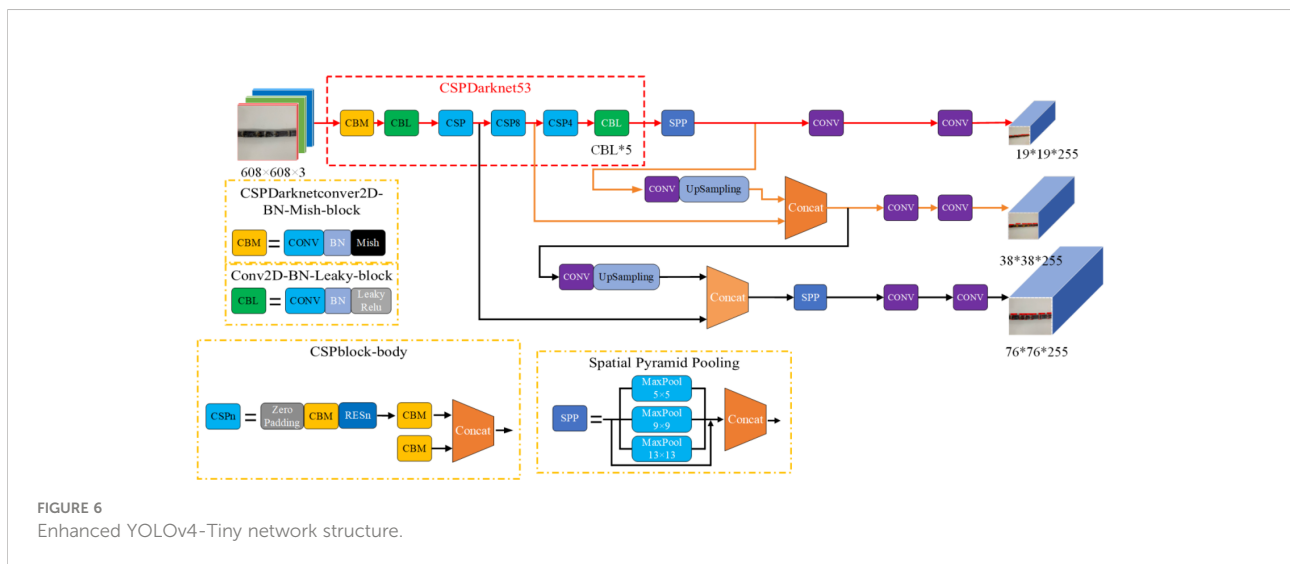 CSPDarknet53
CBM
CBL
CSP
CSP8
CSP4
CBL
SPP
CONV
CONV
CBL*5
19*19*255
608×608×3
CONV
UpSampling
Concat
CONV
CONV
38*38*255
CSPDarknetconver2D-
BN-Mish-block
CBM
=
CONV
BN
Mish
Conv2D-BN-Leaky-block
CBL
=
CONV
BN
Leaky
Relu
CONV
UpSampling
Concat
SPP
CONV
CONV
76*76*255
CSPblock-body
CSPn
=
Zero
Padding
CBM
RESn
CBM
CBM
Concat
Spatial Pyramid Pooling
SPP
=
MaxPool
5×5
MaxPool
9×9
MaxPool
13×13
Concat
FIGURE 6
Enhanced YOLOv4-Tiny network structure.